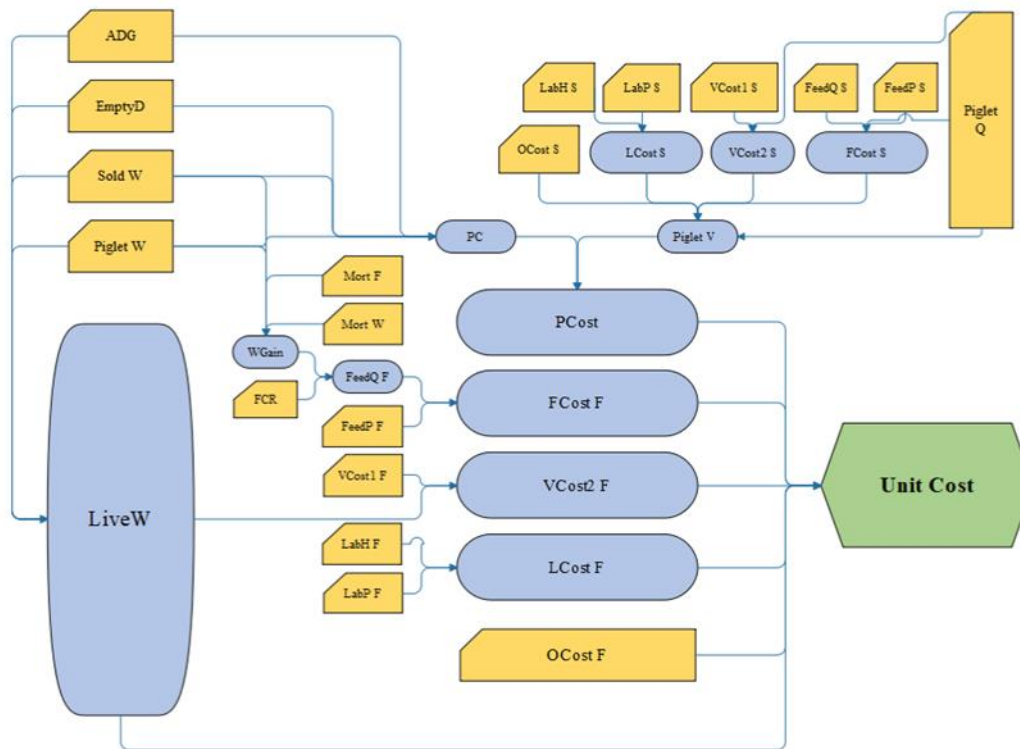 ADG
EmptyD
Sold W
Piglet W
LabH S
LabP S
VCost1 S
FeedQ S
FeedP S
Piglet
Q
OCost S
LCost S
VCost2 S
FCost S
PC
Piglet V
Mort F
Mort W
PCost
WGain
FeedQ F
FCR
FCost F
FeedP F
VCost1 F
VCost2 F
Unit Cost
LiveW
LabH F
LabP F
LCost F
OCost F